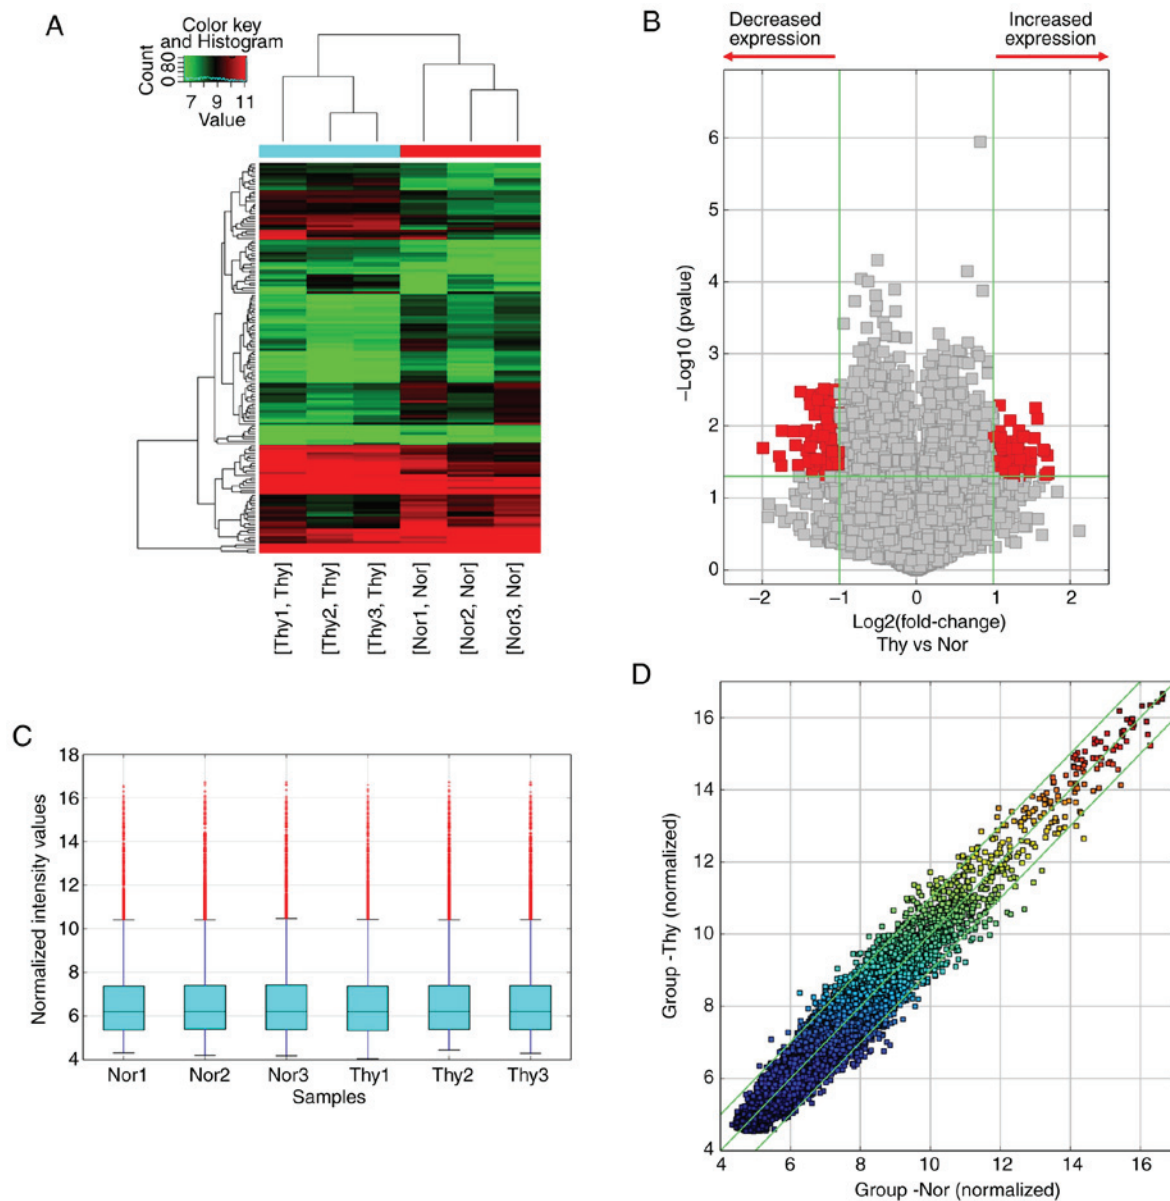 A
Color key
and Histogram
Count
0 80
7 9 11
Value
[Thy1, Thy]
[Thy2, Thy]
[Thy3, Thy]
[Nor1, Nor]
[Nor2, Nor]
[Nor3, Nor]
B
Decreased
expression
Increased
expression
−Log10 (pvalue)
6
5
4
3
2
1
0
−2 −1 0 1 2
Log2(fold-change)
Thy vs Nor
C
Normalized intensity values
18
16
14
12
10
8
6
4
Nor1 Nor2 Nor3 Thy1 Thy2 Thy3
Samples
D
Group -Thy (normalized)
16
14
12
10
8
6
4
4 6 8 10 12 14 16
Group -Nor (normalized)